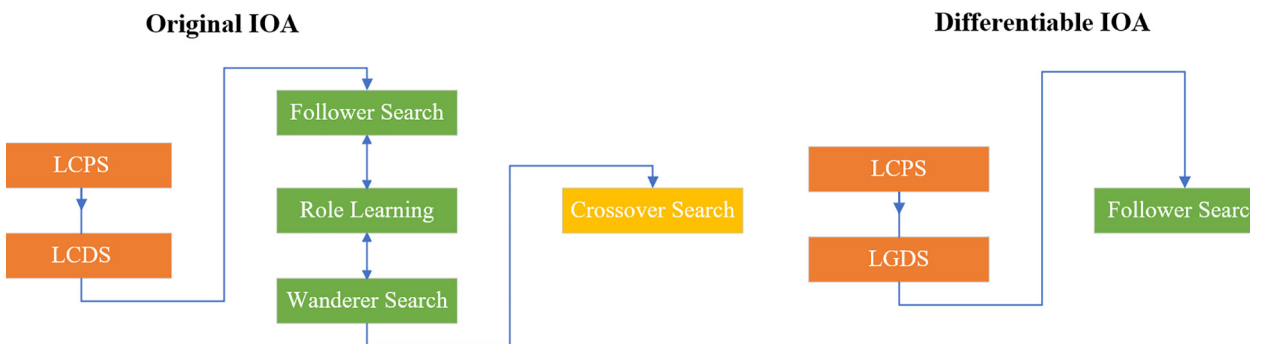 Original IOA
LCPS
LCDS
Follower Search
Role Learning
Wanderer Search
Crossover Search
Differentiable IOA
LCPS
LGDS
Follower Searc